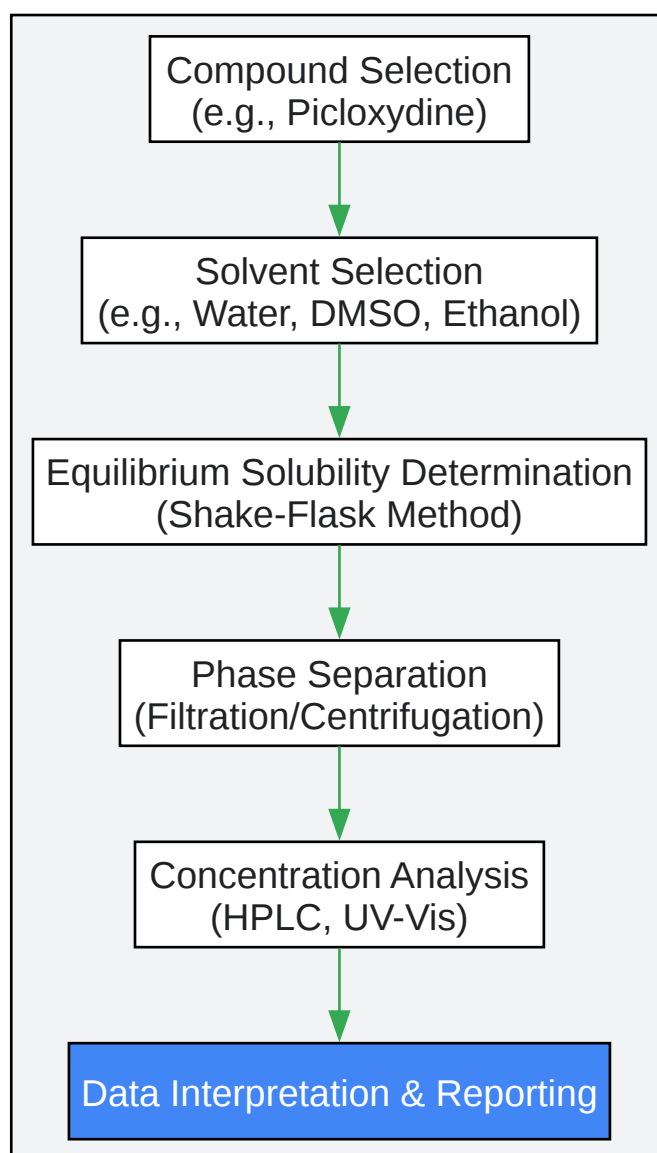 Compound Selection
(e.g., Picloxydine)
Solvent Selection
(e.g., Water, DMSO, Ethanol)
Equilibrium Solubility Determination
(Shake-Flask Method)
Phase Separation
(Filtration/Centrifugation)
Concentration Analysis
(HPLC, UV-Vis)
Data Interpretation & Reporting